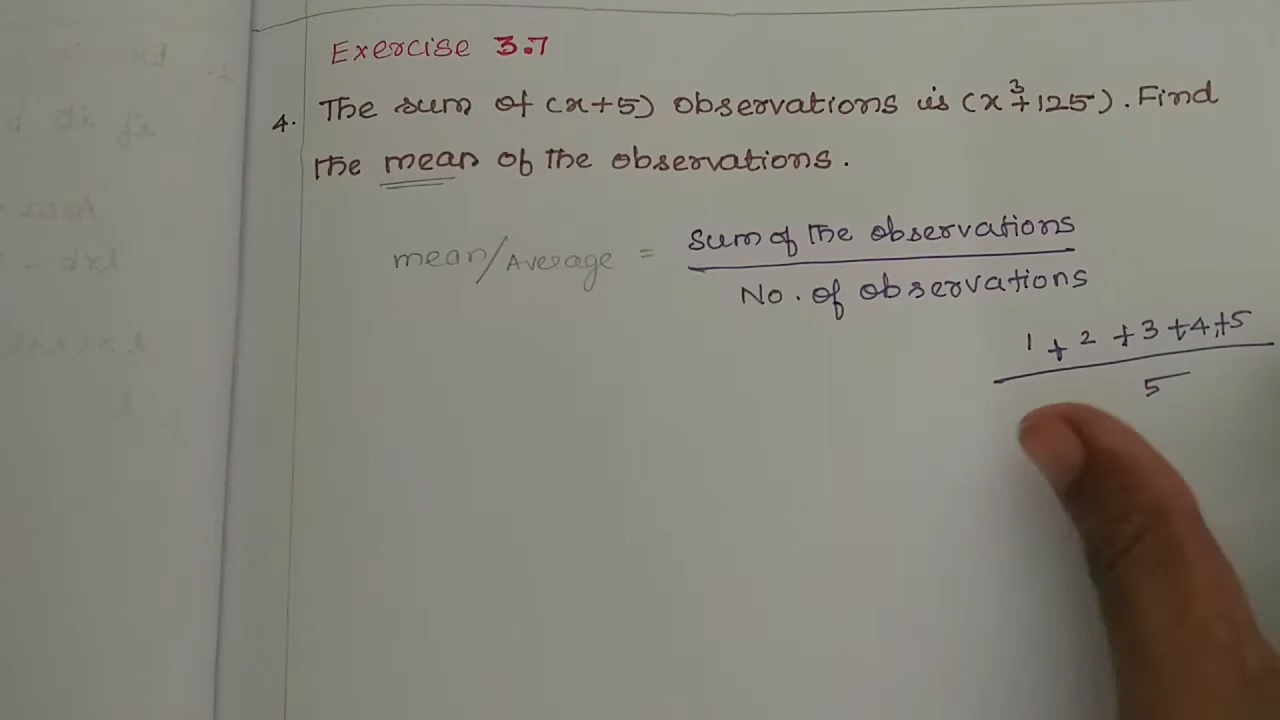 Exercise 3.7
4. The sum of (x+5) observations is (x³+125). Find
the mean of the observations.
mean/Average = sum of the observations
No. of observations
1 + 2 + 3 + 4 + 5
5